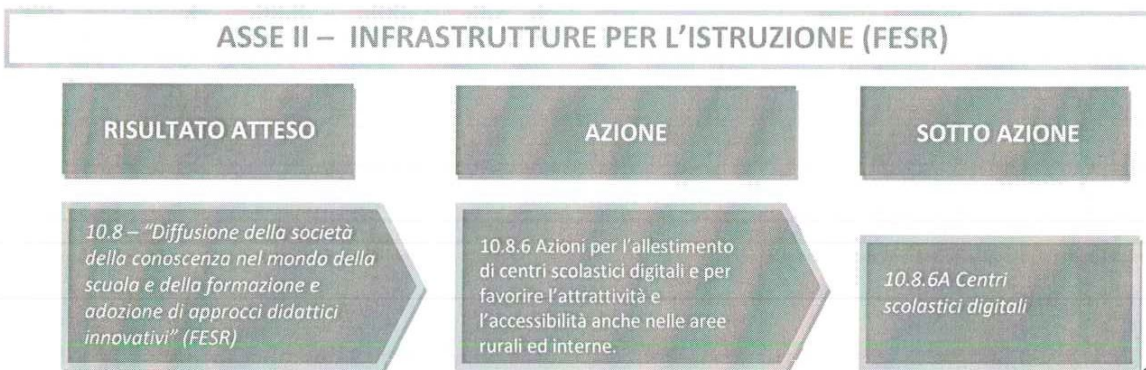 ASSE II – INFRASTRUTTURE PER L'ISTRUZIONE (FESR)
RISULTATO ATTESO
AZIONE
SOTTO AZIONE
10.8 – "Diffusione della società
della conoscenza nel mondo della
scuola e della formazione e
adozione di approcci didattici
innovativi" (FESR)
10.8.6 Azioni per l'allestimento
di centri scolastici digitali e per
favorire l'attrattività e
l'accessibilità anche nelle aree
rurali ed interne.
10.8.6A Centri
scolastici digitali